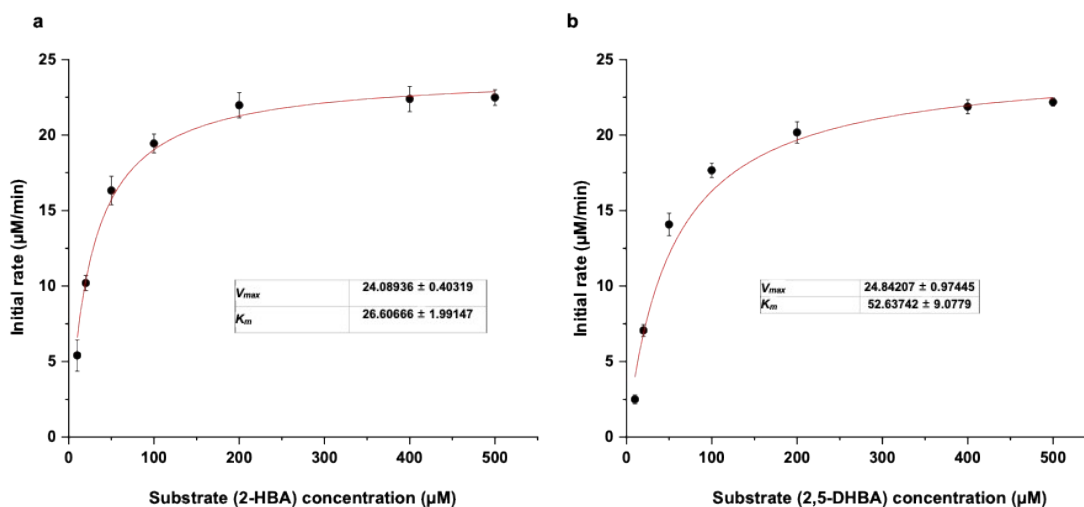 a
25
20
15
10
5
0
0 100 200 300 400 500
Initial rate (µM/min)
Substrate (2-HBA) concentration (µM)
Vmax 24.08936 ± 0.40319
Km 26.60666 ± 1.99147
b
25
20
15
10
5
0
0 100 200 300 400 500
Initial rate (µM/min)
Substrate (2,5-DHBA) concentration (µM)
Vmax 24.84207 ± 0.97445
Km 52.63742 ± 9.0779